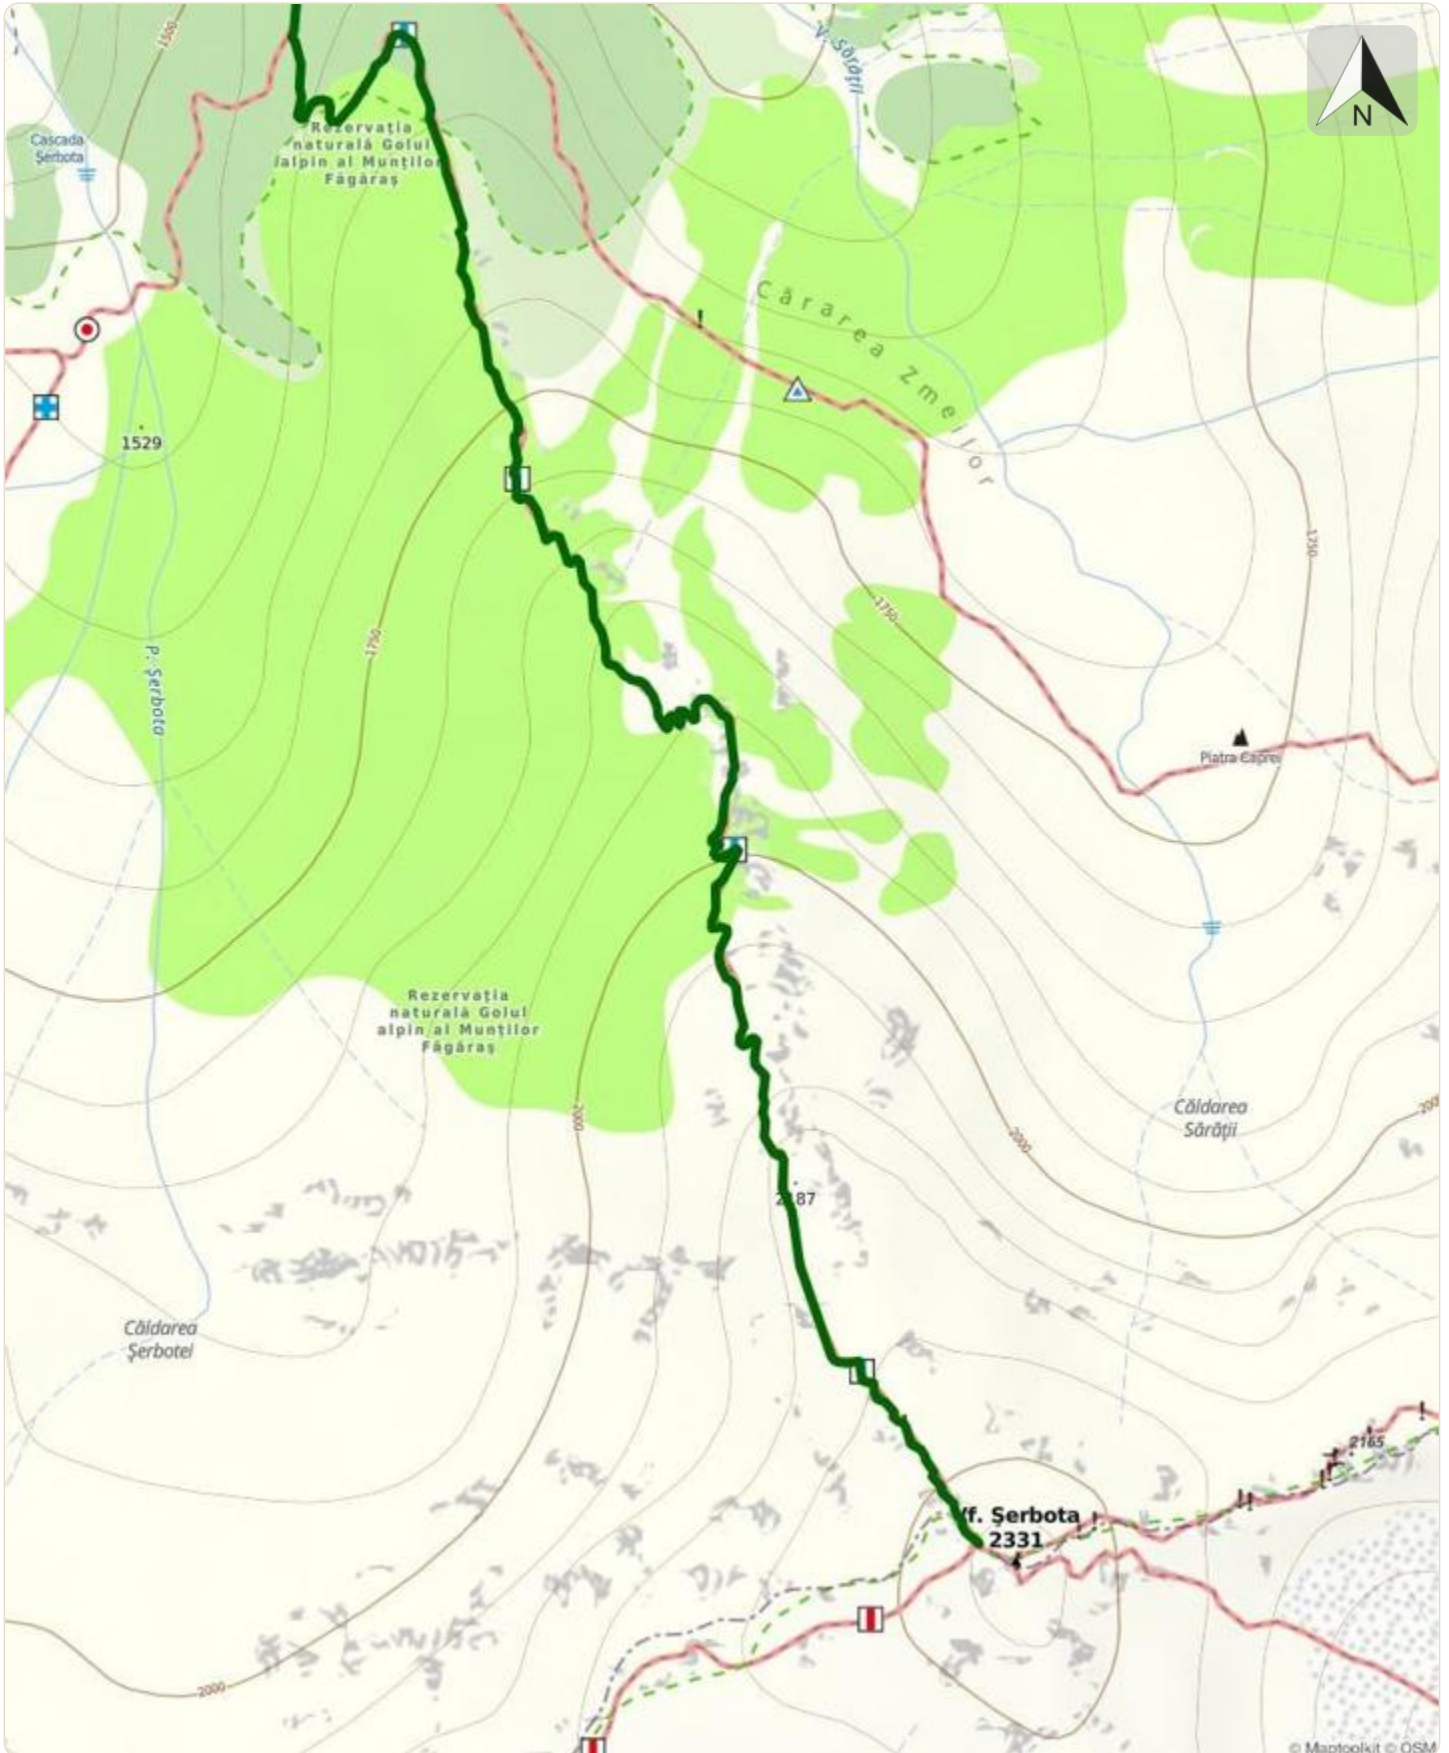 1500
V. Sărății
N
Cascada
Șerbota
Rezervația
naturală Golul
alpin al Munților
Făgăraș
Cărarea Zmeilor
!
1529
1750
1750
1750
P. Șerbota
Piatra Caprei
Rezervația
naturală Golul
alpin al Munților
Făgăraș
2000
2000
2000
Căldarea
Sărății
2187
Căldarea
Șerbotei
!
2165
!
!!
!
Vf. Șerbota
2331
2000
© Maptoolkit © OSM